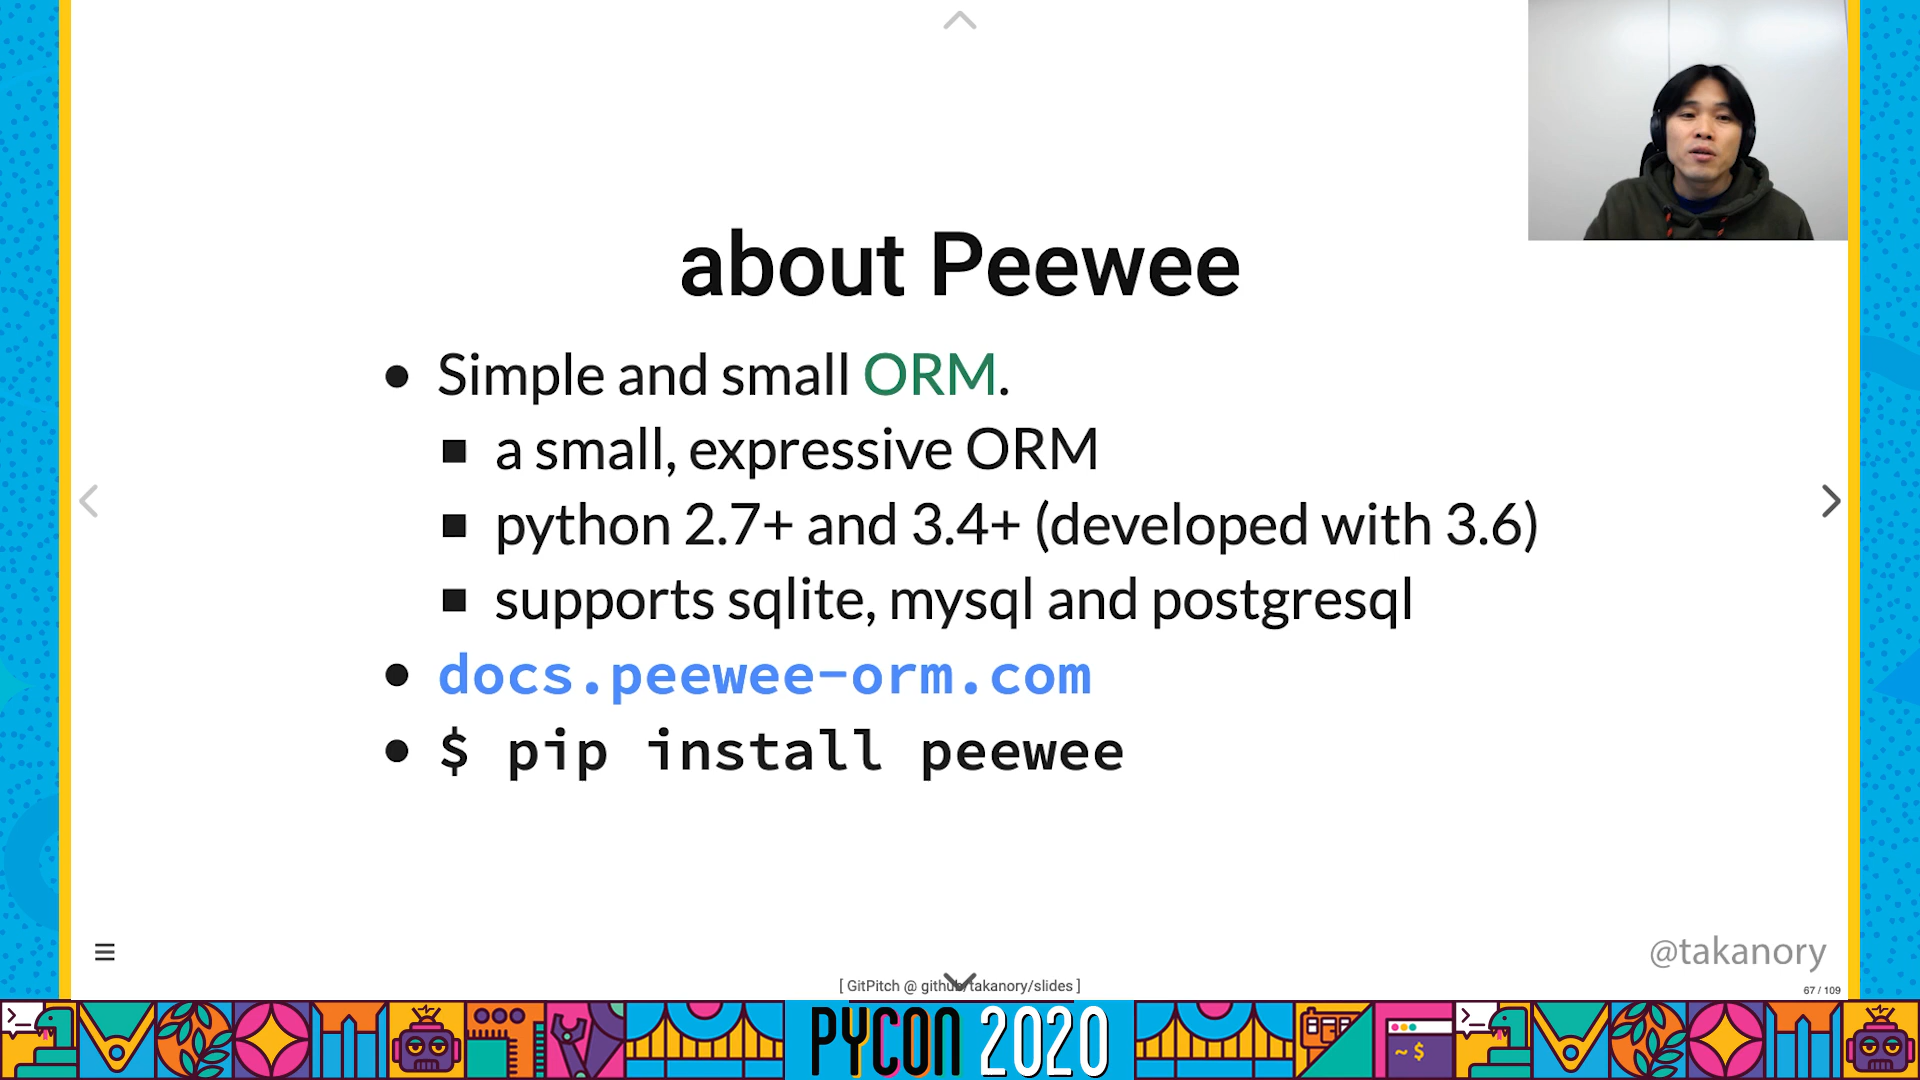 about Peewee
• Simple and small ORM.
▪ a small, expressive ORM
▪ python 2.7+ and 3.4+ (developed with 3.6)
▪ supports sqlite, mysql and postgresql
• docs.peewee-orm.com
• $ pip install peewee
@takanory
[ GitPitch @ github/takanory/slides ]
67 / 109
PYCON 2020
~ $